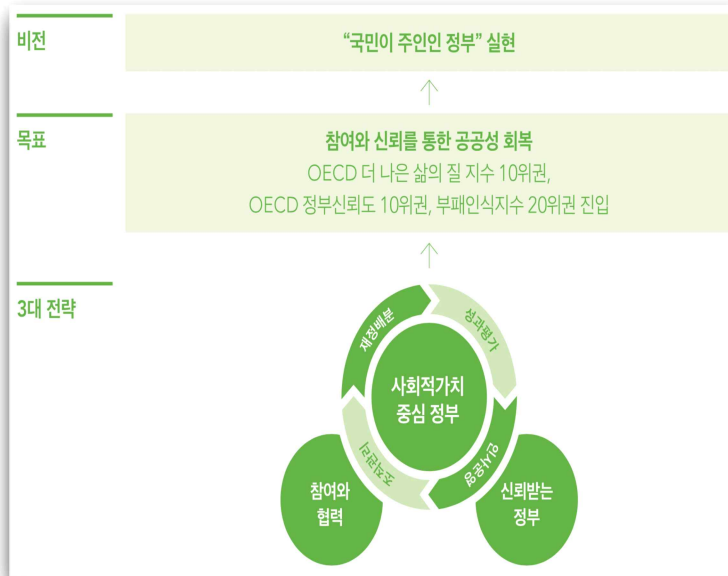 비전
“국민이 주인인 정부” 실현
목표
참여와 신뢰를 통한 공공성 회복
OECD 더 나은 삶의 질 지수 10위권,
OECD 정부신뢰도 10위권, 부패인식지수 20위권 진입
3대 전략
재정배분
성과평가
사회적가치
중심 정부
조직관리
인사운영
참여와
협력
신뢰받는
정부